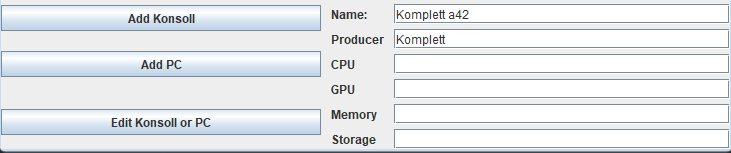 Add Konsoll
Add PC
Edit Konsoll or PC
Name: Komplett a42
Producer Komplett
CPU
GPU
Memory
Storage